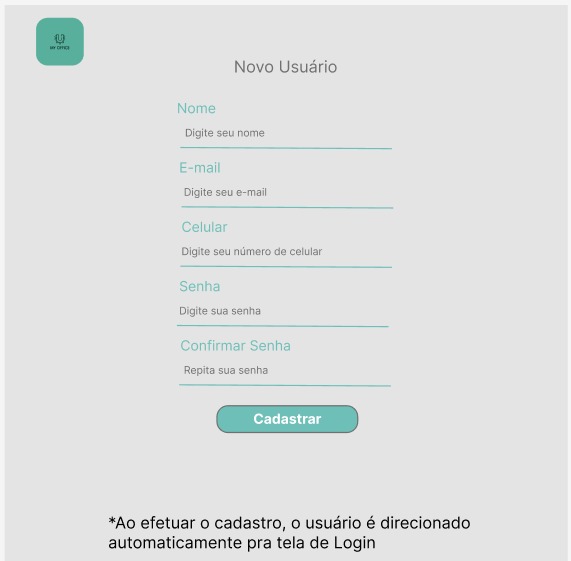 MY OFFICE
Novo Usuário
Nome
Digite seu nome
E-mail
Digite seu e-mail
Celular
Digite seu número de celular
Senha
Digite sua senha
Confirmar Senha
Repita sua senha
Cadastrar
*Ao efetuar o cadastro, o usuário é direcionado
automaticamente pra tela de Login